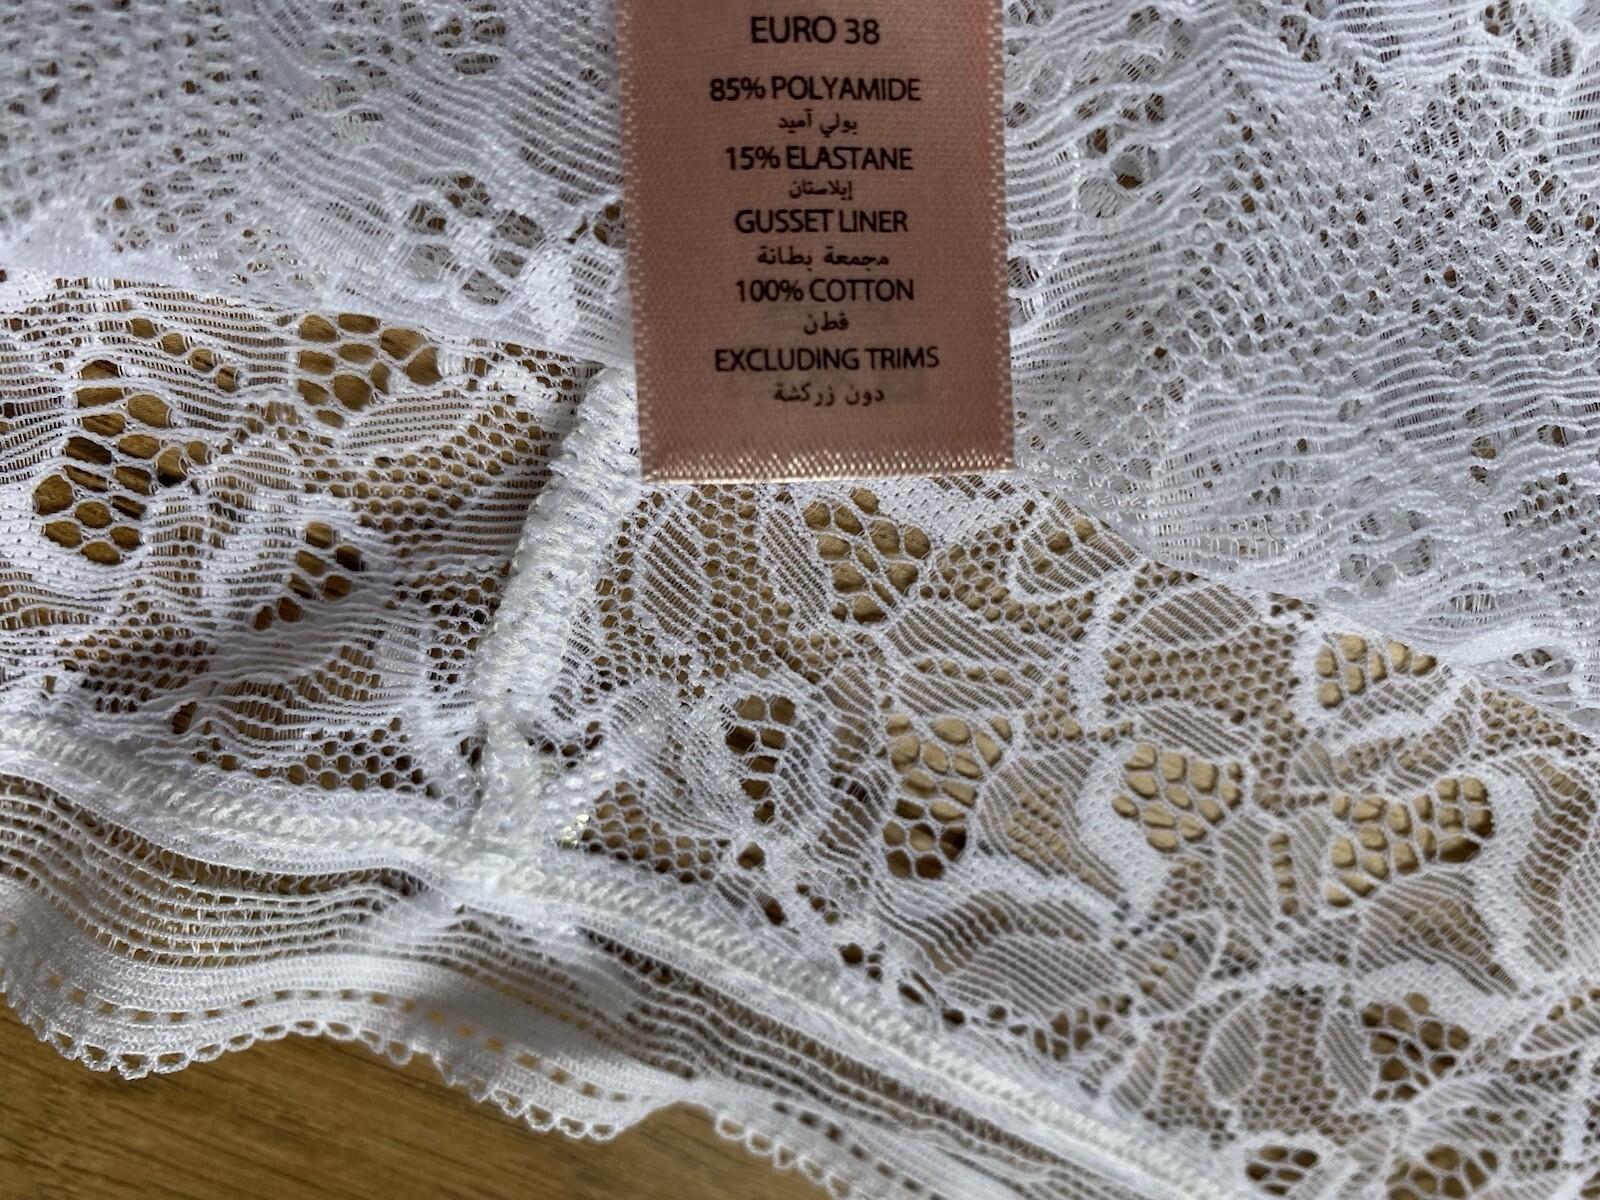 EURO 38
85% POLYAMIDE
بولي آميد
15% ELASTANE
إيلاستان
GUSSET LINER
مجمعة بطانة
100% COTTON
قطن
EXCLUDING TRIMS
دون زركشة